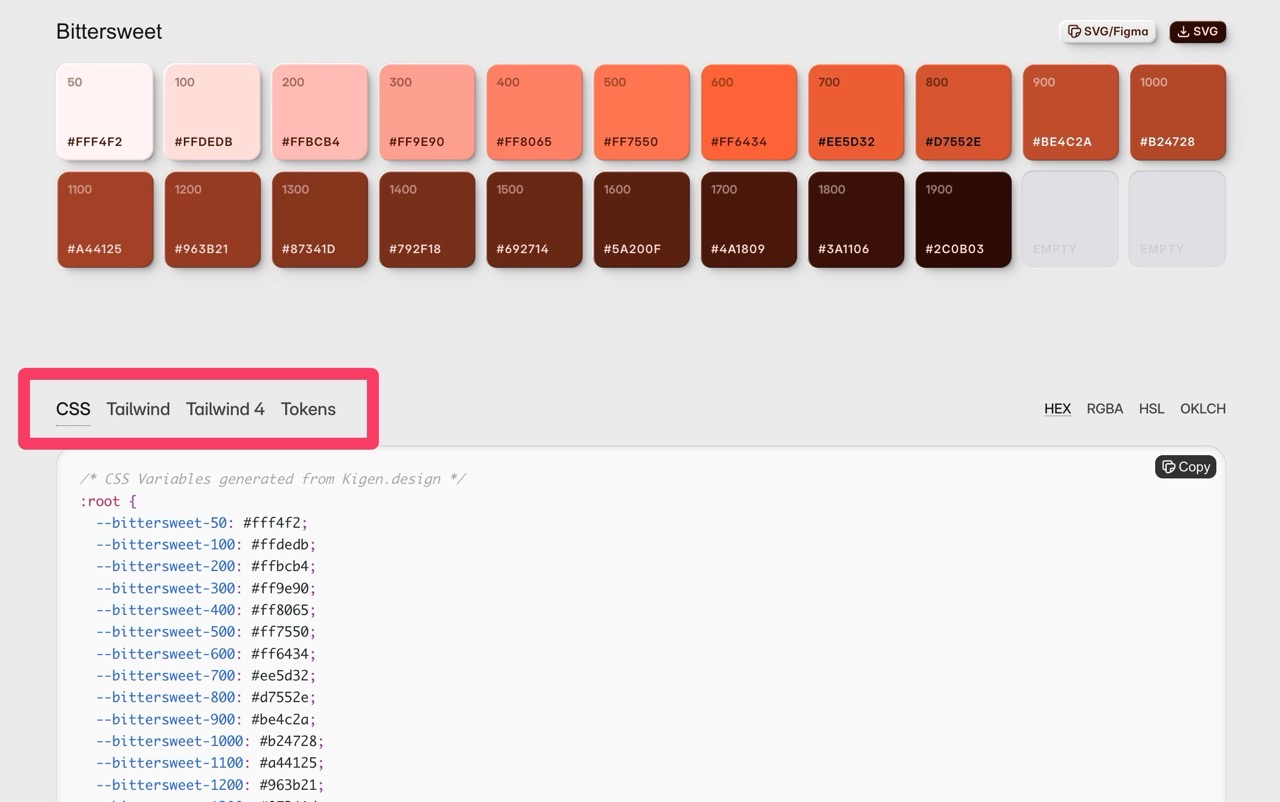 Bittersweet
SVG/Figma SVG
50 100 200 300 400 500 600 700 800 900 1000
#FFF4F2 #FFDEDB #FFBCB4 #FF9E90 #FF8065 #FF7550 #FF6434 #EE5D32 #D7552E #BE4C2A #B24728
1100 1200 1300 1400 1500 1600 1700 1800 1900
#A44125 #963B21 #87341D #792F18 #692714 #5A200F #4A1809 #3A1106 #2C0B03 EMPTY EMPTY
CSS Tailwind Tailwind 4 Tokens HEX RGBA HSL OKLCH
Copy
/* CSS Variables generated from Kigen.design */
:root {
--bittersweet-50: #fff4f2;
--bittersweet-100: #ffdedb;
--bittersweet-200: #ffbcb4;
--bittersweet-300: #ff9e90;
--bittersweet-400: #ff8065;
--bittersweet-500: #ff7550;
--bittersweet-600: #ff6434;
--bittersweet-700: #ee5d32;
--bittersweet-800: #d7552e;
--bittersweet-900: #be4c2a;
--bittersweet-1000: #b24728;
--bittersweet-1100: #a44125;
--bittersweet-1200: #963b21;